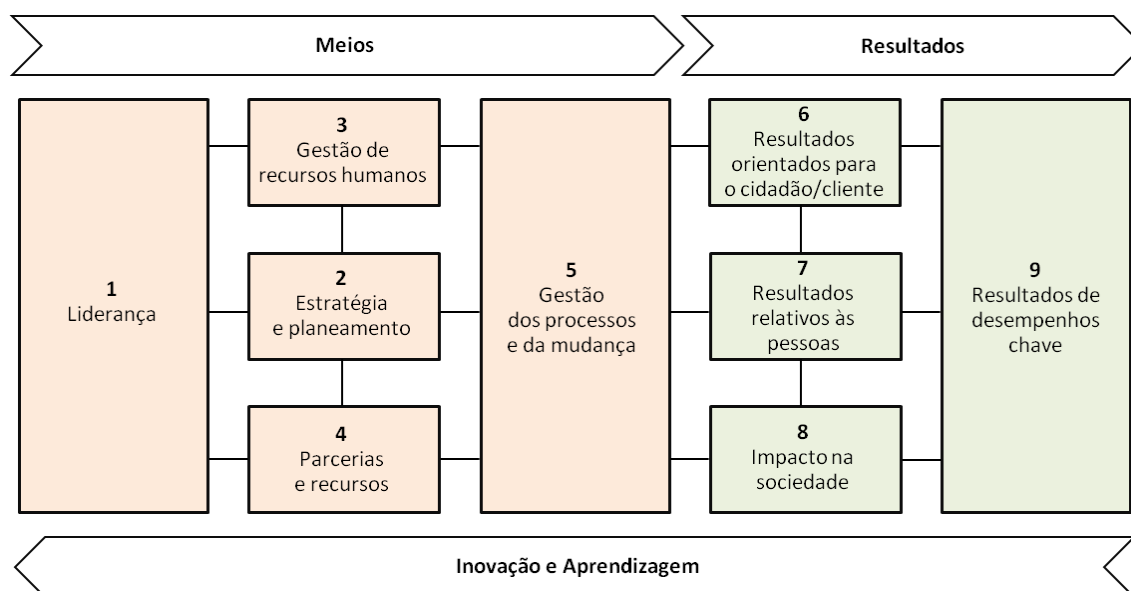 Meios
Resultados
1
Liderança
3
Gestão de
recursos humanos
2
Estratégia
e planeamento
4
Parcerias
e recursos
5
Gestão
dos processos
e da mudança
6
Resultados
orientados para
o cidadão/cliente
7
Resultados
relativos às
pessoas
8
Impacto na
sociedade
9
Resultados de
desempenhos
chave
Inovação e Aprendizagem